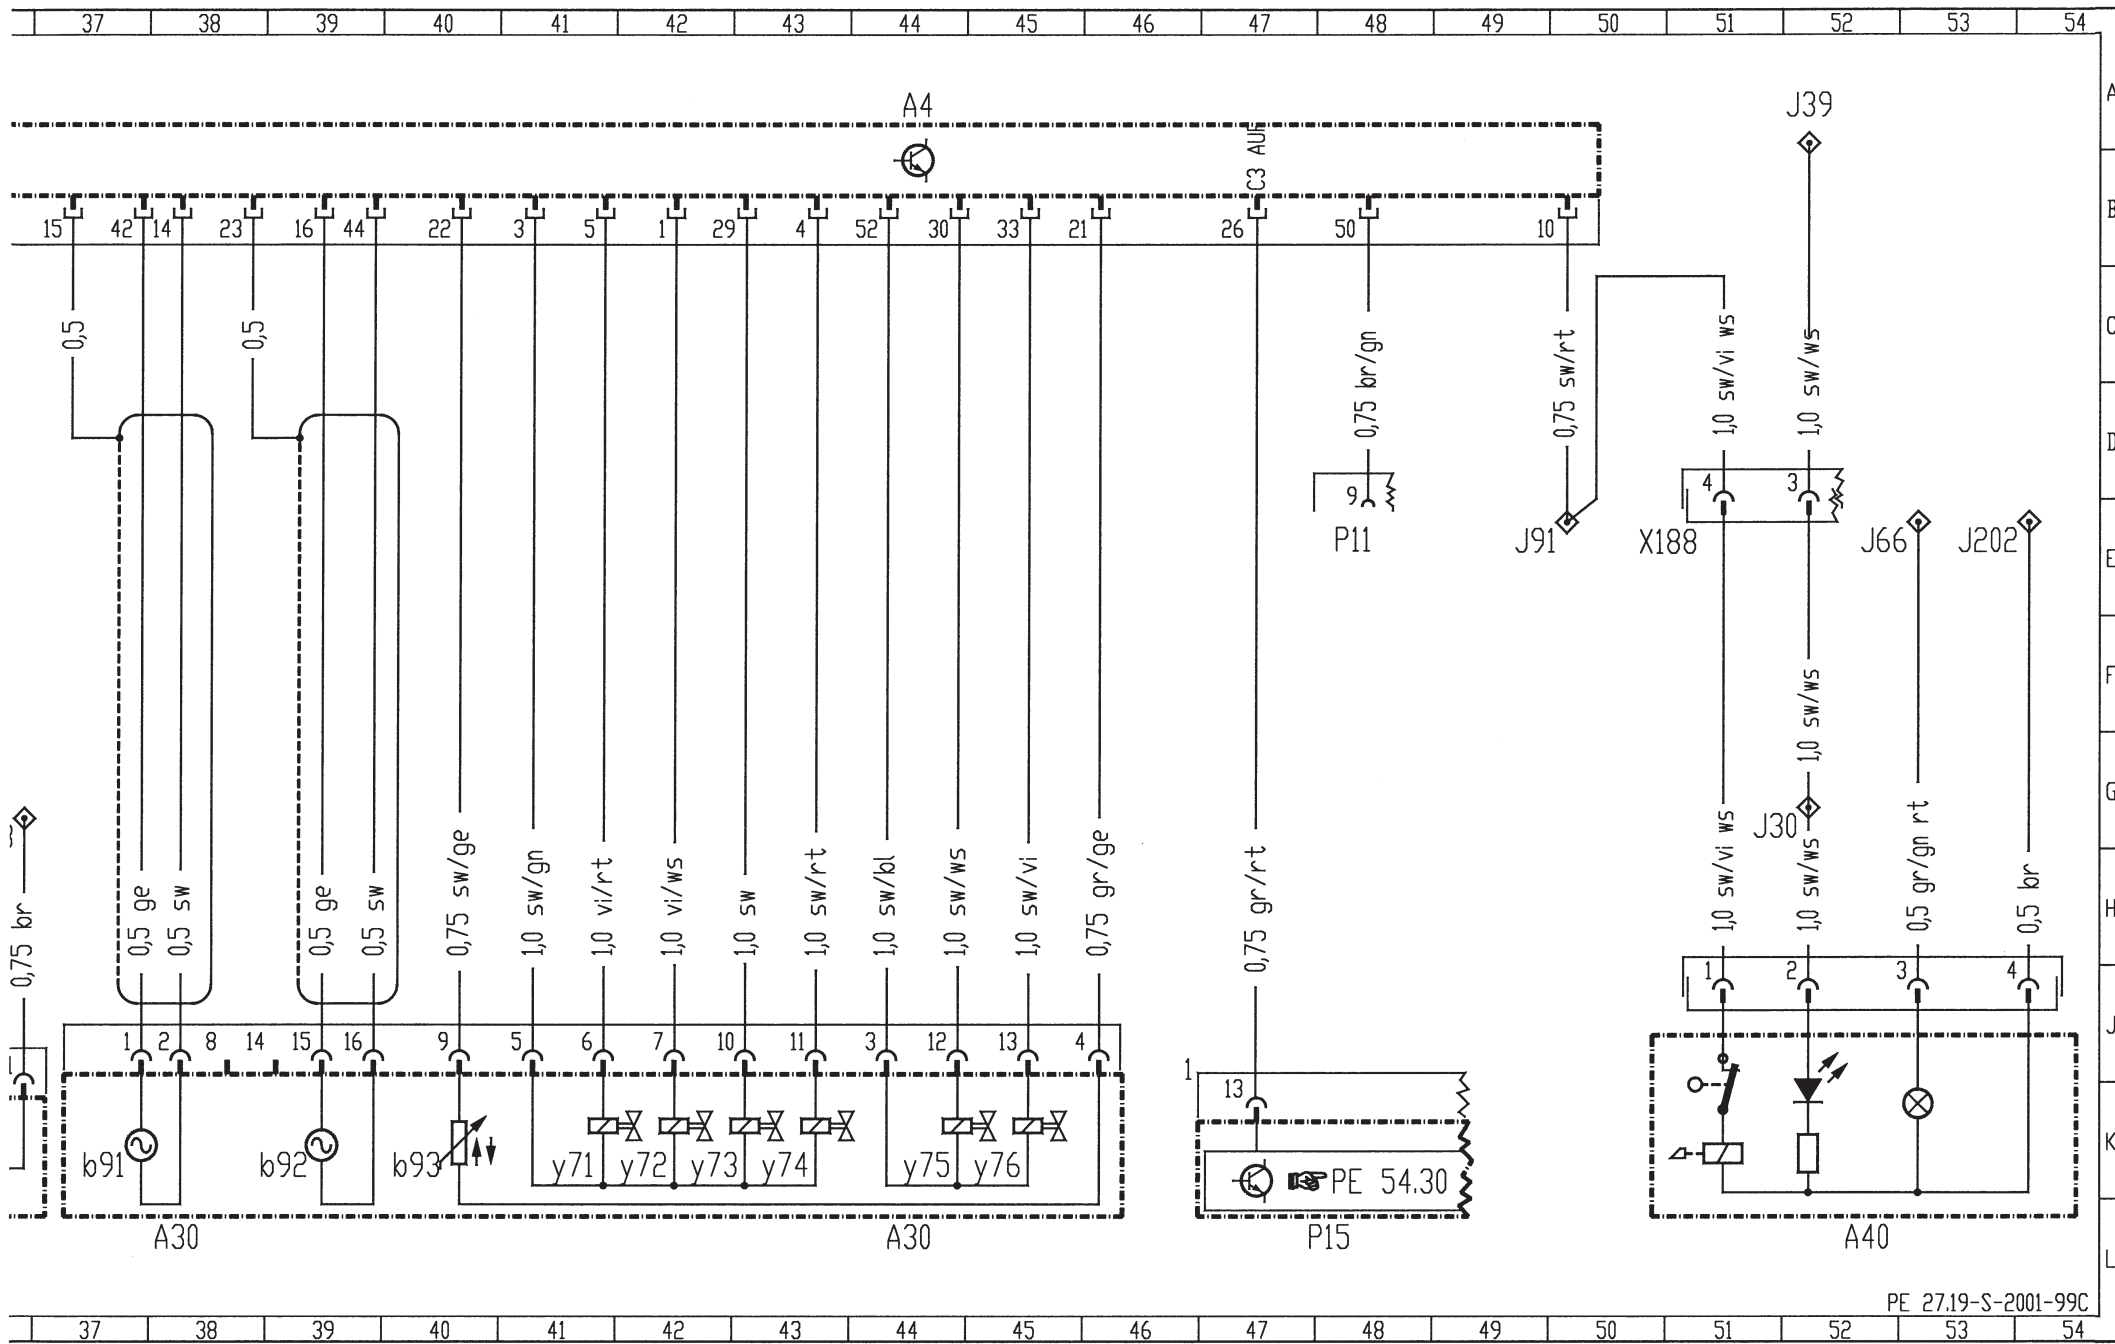 37 38 39 40 41 42 43 44 45 46 47 48 49 50 51 52 53 54
A
A4
J39
C3 AUF
B
15 42 14 23 16 44 22 3 5 1 29 4 52 30 33 21 26 50 10
C
0,5
0,5
0,75 br/gn
0,75 sw/rt
1,0 sw/vi ws
1,0 sw/ws
D
4 3
9
P11
J91
X188
J66
J202
E
F
1,0 sw/ws
G
J30
0,75 br
0,5 ge
0,5 sw
0,5 ge
0,5 sw
0,75 sw/ge
1,0 sw/gn
1,0 vi/rt
1,0 vi/ws
1,0 sw
1,0 sw/rt
1,0 sw/bl
1,0 sw/ws
1,0 sw/vi
0,75 gr/ge
0,75 gr/rt
1,0 sw/vi ws
1,0 sw/ws
0,5 gr/gn rt
0,5 br
H
1 2 3 4
J
1 2 8 14 15 16 9 5 6 7 10 11 3 12 13 4
1
13
K
b91 b92 b93 y71 y72 y73 y74 y75 y76
PE 54.30
A30 A30 P15 A40
L
PE 27.19-S-2001-99C
37 38 39 40 41 42 43 44 45 46 47 48 49 50 51 52 53 54